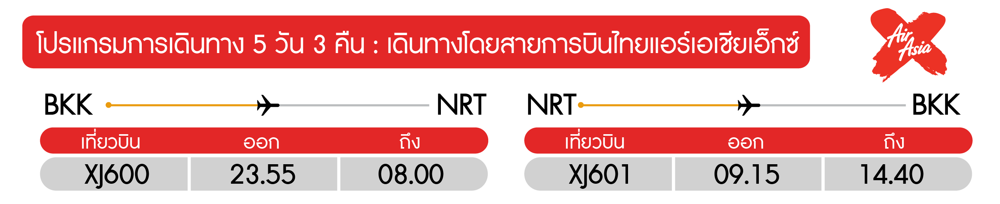 โปรแกรมการเดินทาง 5 วัน 3 คืน : เดินทางโดยสายการบินไทยแอร์เอเชียเอ็กซ์
Air
Asia
BKK NRT
เที่ยวบิน ออก ถึง
XJ600 23.55 08.00
NRT BKK
เที่ยวบิน ออก ถึง
XJ601 09.15 14.40